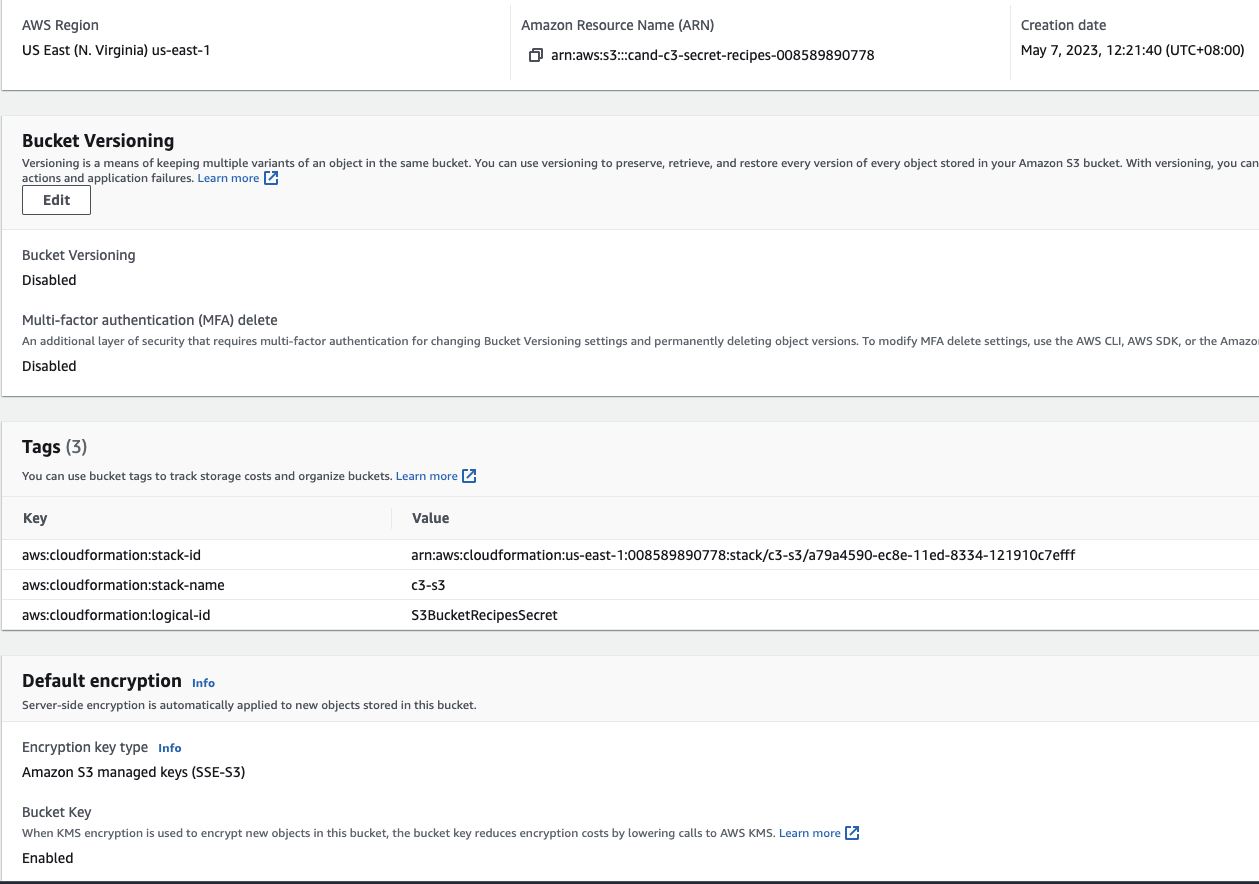 AWS Region
US East (N. Virginia) us-east-1
Amazon Resource Name (ARN)
arn:aws:s3:::cand-c3-secret-recipes-008589890778
Creation date
May 7, 2023, 12:21:40 (UTC+08:00)
Bucket Versioning
Versioning is a means of keeping multiple variants of an object in the same bucket. You can use versioning to preserve, retrieve, and restore every version of every object stored in your Amazon S3 bucket. With versioning, you can
actions and application failures. Learn more
Edit
Bucket Versioning
Disabled
Multi-factor authentication (MFA) delete
An additional layer of security that requires multi-factor authentication for changing Bucket Versioning settings and permanently deleting object versions. To modify MFA delete settings, use the AWS CLI, AWS SDK, or the Amazo
Disabled
Tags (3)
You can use bucket tags to track storage costs and organize buckets. Learn more
Key Value
aws:cloudformation:stack-id arn:aws:cloudformation:us-east-1:008589890778:stack/c3-s3/a79a4590-ec8e-11ed-8334-121910c7efff
aws:cloudformation:stack-name c3-s3
aws:cloudformation:logical-id S3BucketRecipesSecret
Default encryption Info
Server-side encryption is automatically applied to new objects stored in this bucket.
Encryption key type Info
Amazon S3 managed keys (SSE-S3)
Bucket Key
When KMS encryption is used to encrypt new objects in this bucket, the bucket key reduces encryption costs by lowering calls to AWS KMS. Learn more
Enabled